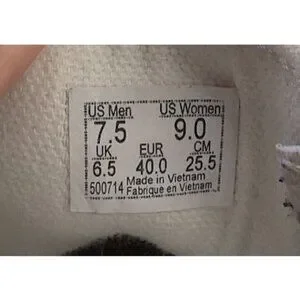 US Men US Women
7.5 9.0
UK EUR CM
6.5 40.0 25.5
500714 Made in Vietnam
Fabrique en Vietnam